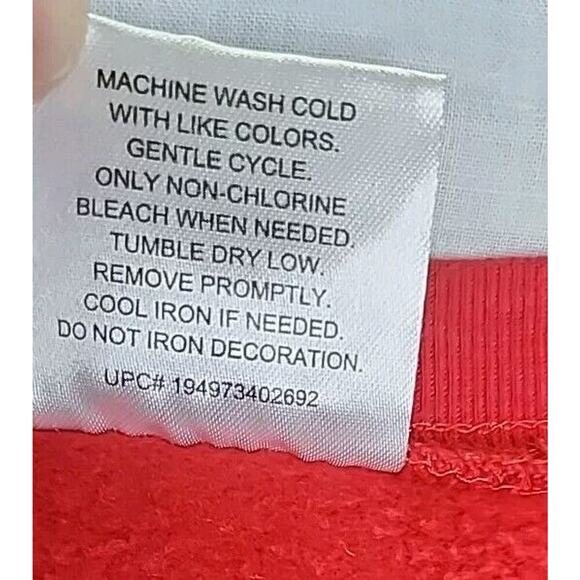 MACHINE WASH COLD
WITH LIKE COLORS.
GENTLE CYCLE.
ONLY NON-CHLORINE
BLEACH WHEN NEEDED.
TUMBLE DRY LOW.
REMOVE PROMPTLY.
COOL IRON IF NEEDED.
DO NOT IRON DECORATION.
UPC# 194973402692